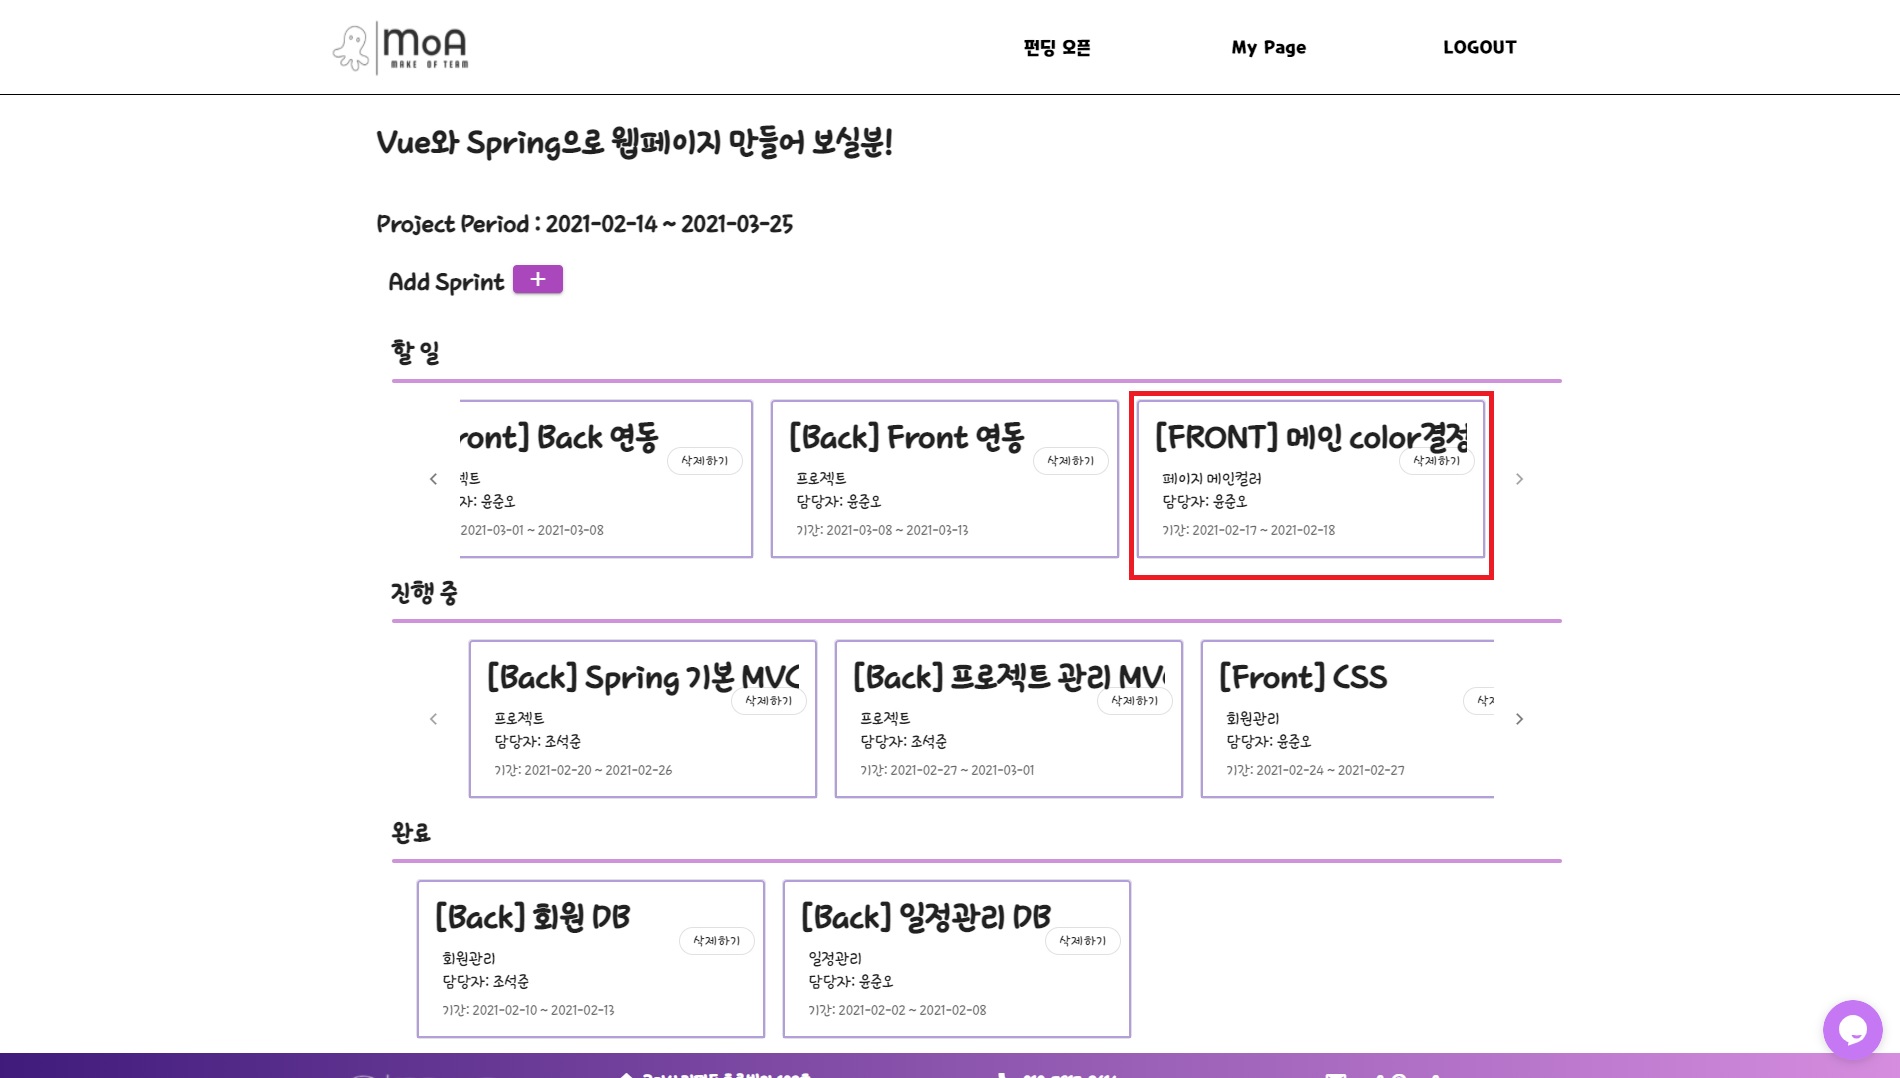 MoA
MAKE OF TEAM
펀딩 오픈
My Page
LOGOUT
Vue와 Spring으로 웹페이지 만들어 보실분!
Project Period : 2021-02-14 ~ 2021-03-25
Add Sprint +
할 일
ront] Back 연동
삭제하기
젝트
자: 윤준오
2021-03-01 ~ 2021-03-08
[Back] Front 연동
삭제하기
프로젝트
담당자: 윤준오
기간: 2021-03-08 ~ 2021-03-13
[FRONT] 메인 color결정
삭제하기
페이지 메인컬러
담당자: 윤준오
기간: 2021-02-17 ~ 2021-02-18
진행 중
[Back] Spring 기본 MVC
삭제하기
프로젝트
담당자: 조석준
기간: 2021-02-20 ~ 2021-02-26
[Back] 프로젝트 관리 MV
삭제하기
프로젝트
담당자: 조석준
기간: 2021-02-27 ~ 2021-03-01
[Front] CSS
삭제
회원관리
담당자: 윤준오
기간: 2021-02-24 ~ 2021-02-27
완료
[Back] 회원 DB
삭제하기
회원관리
담당자: 조석준
기간: 2021-02-10 ~ 2021-02-13
[Back] 일정관리 DB
삭제하기
일정관리
담당자: 윤준오
기간: 2021-02-02 ~ 2021-02-08